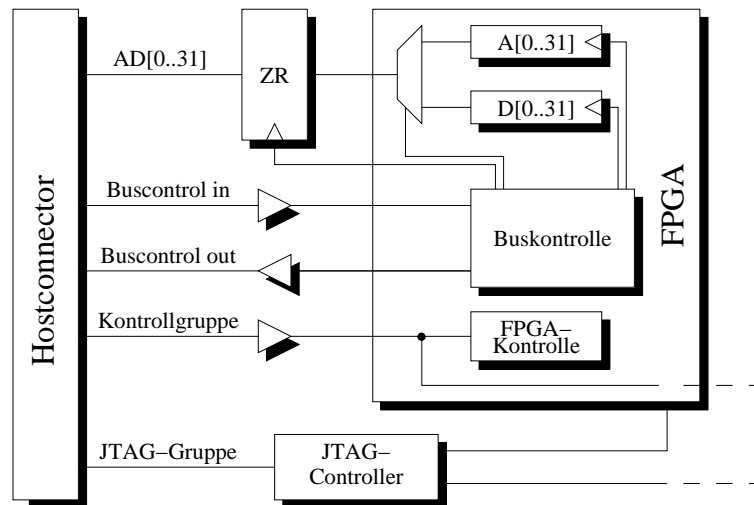 Hostconnector
AD[0..31]
ZR
A[0..31]
D[0..31]
FPGA
Buscontrol in
Buskontrolle
Buscontrol out
Kontrollgruppe
FPGA−
Kontrolle
JTAG−Gruppe
JTAG−
Controller